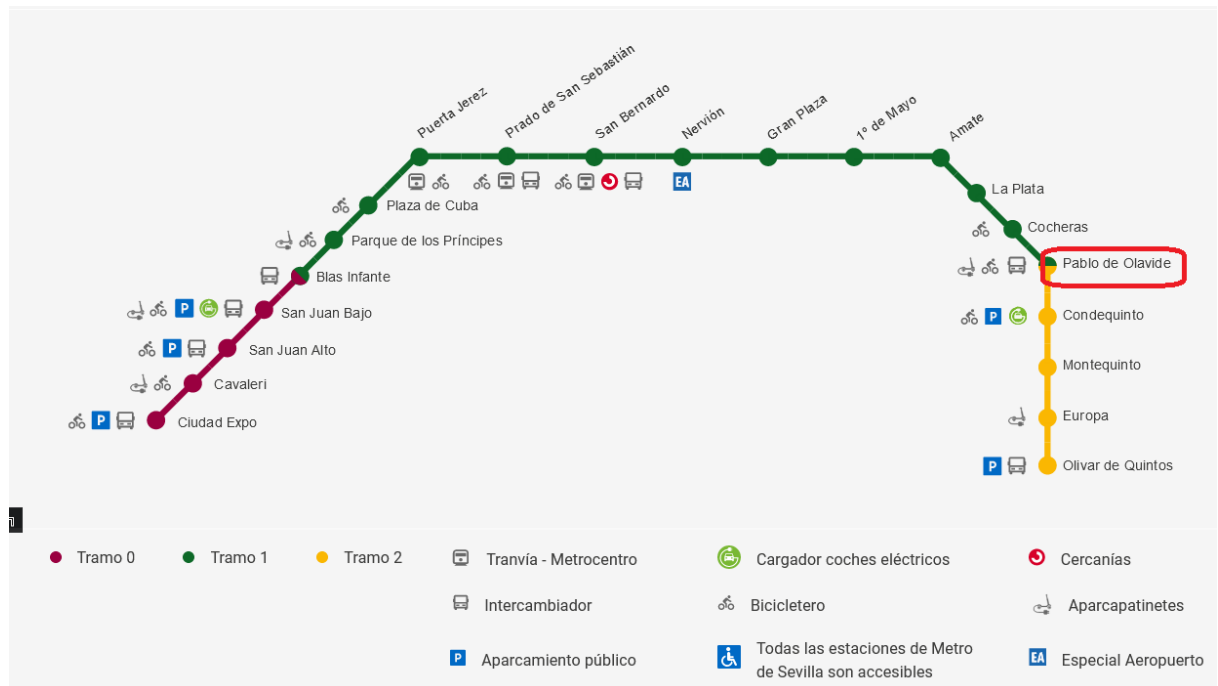 Puerta Jerez
Prado de San Sebastián
San Bernardo
Nervión
Gran Plaza
1º de Mayo
Amate
EA
La Plata
Plaza de Cuba
Cocheras
Parque de los Príncipes
Pablo de Olavide
Blas Infante
P
San Juan Bajo
P
Condequinto
P
San Juan Alto
Montequinto
Cavaleri
Europa
P
Ciudad Expo
P
Olivar de Quintos
Tramo 0
Tramo 1
Tramo 2
Tranvía - Metrocentro
Cargador coches eléctricos
Cercanías
Intercambiador
Bicicletero
Aparcapatinetes
P
Aparcamiento público
Todas las estaciones de Metro
de Sevilla son accesibles
EA
Especial Aeropuerto